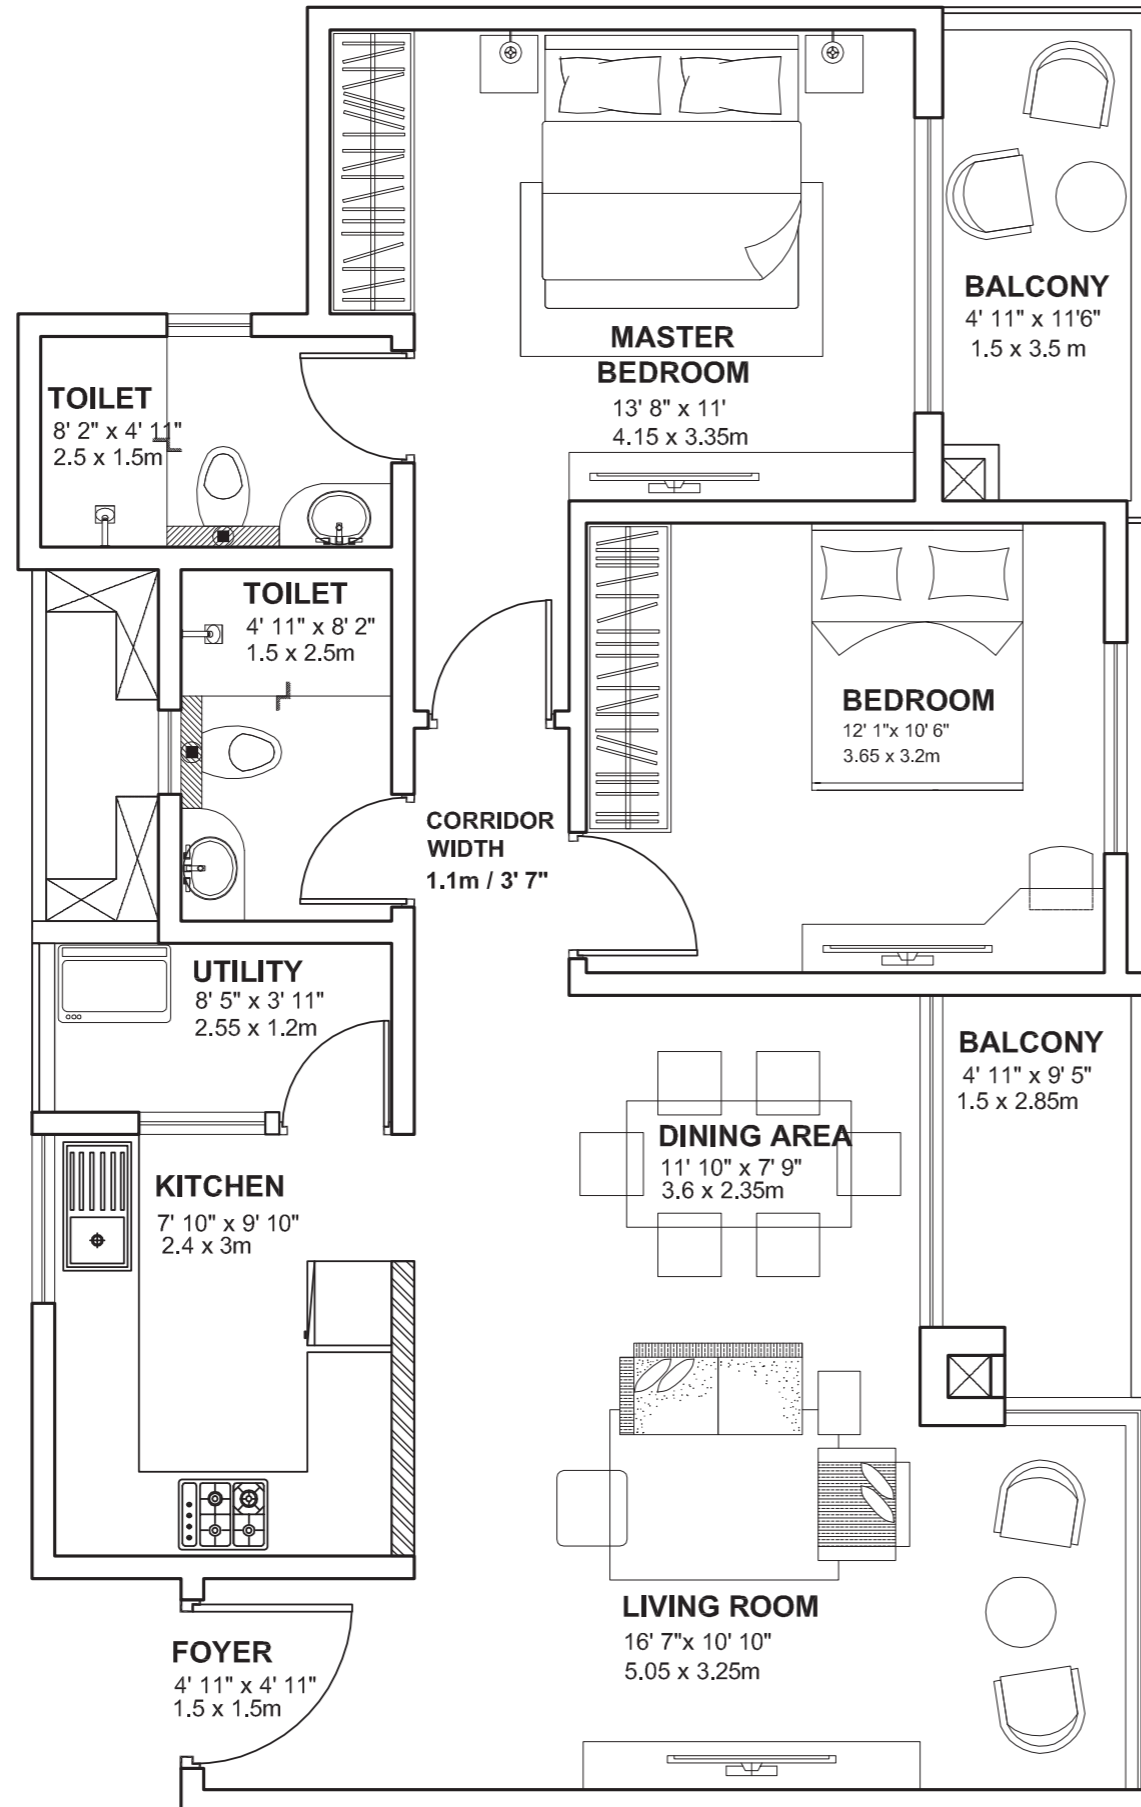 BALCONY
4' 11" x 11'6"
1.5 x 3.5 m
MASTER
BEDROOM
13' 8" x 11'
4.15 x 3.35m
TOILET
8' 2" x 4' 11"
2.5 x 1.5m
TOILET
4' 11" x 8' 2"
1.5 x 2.5m
BEDROOM
12' 1"x 10' 6"
3.65 x 3.2m
CORRIDOR
WIDTH
1.1m / 3' 7"
UTILITY
8' 5" x 3' 11"
2.55 x 1.2m
BALCONY
4' 11" x 9' 5"
1.5 x 2.85m
DINING AREA
11' 10" x 7' 9"
3.6 x 2.35m
KITCHEN
7' 10" x 9' 10"
2.4 x 3m
LIVING ROOM
16' 7"x 10' 10"
5.05 x 3.25m
FOYER
4' 11" x 4' 11"
1.5 x 1.5m